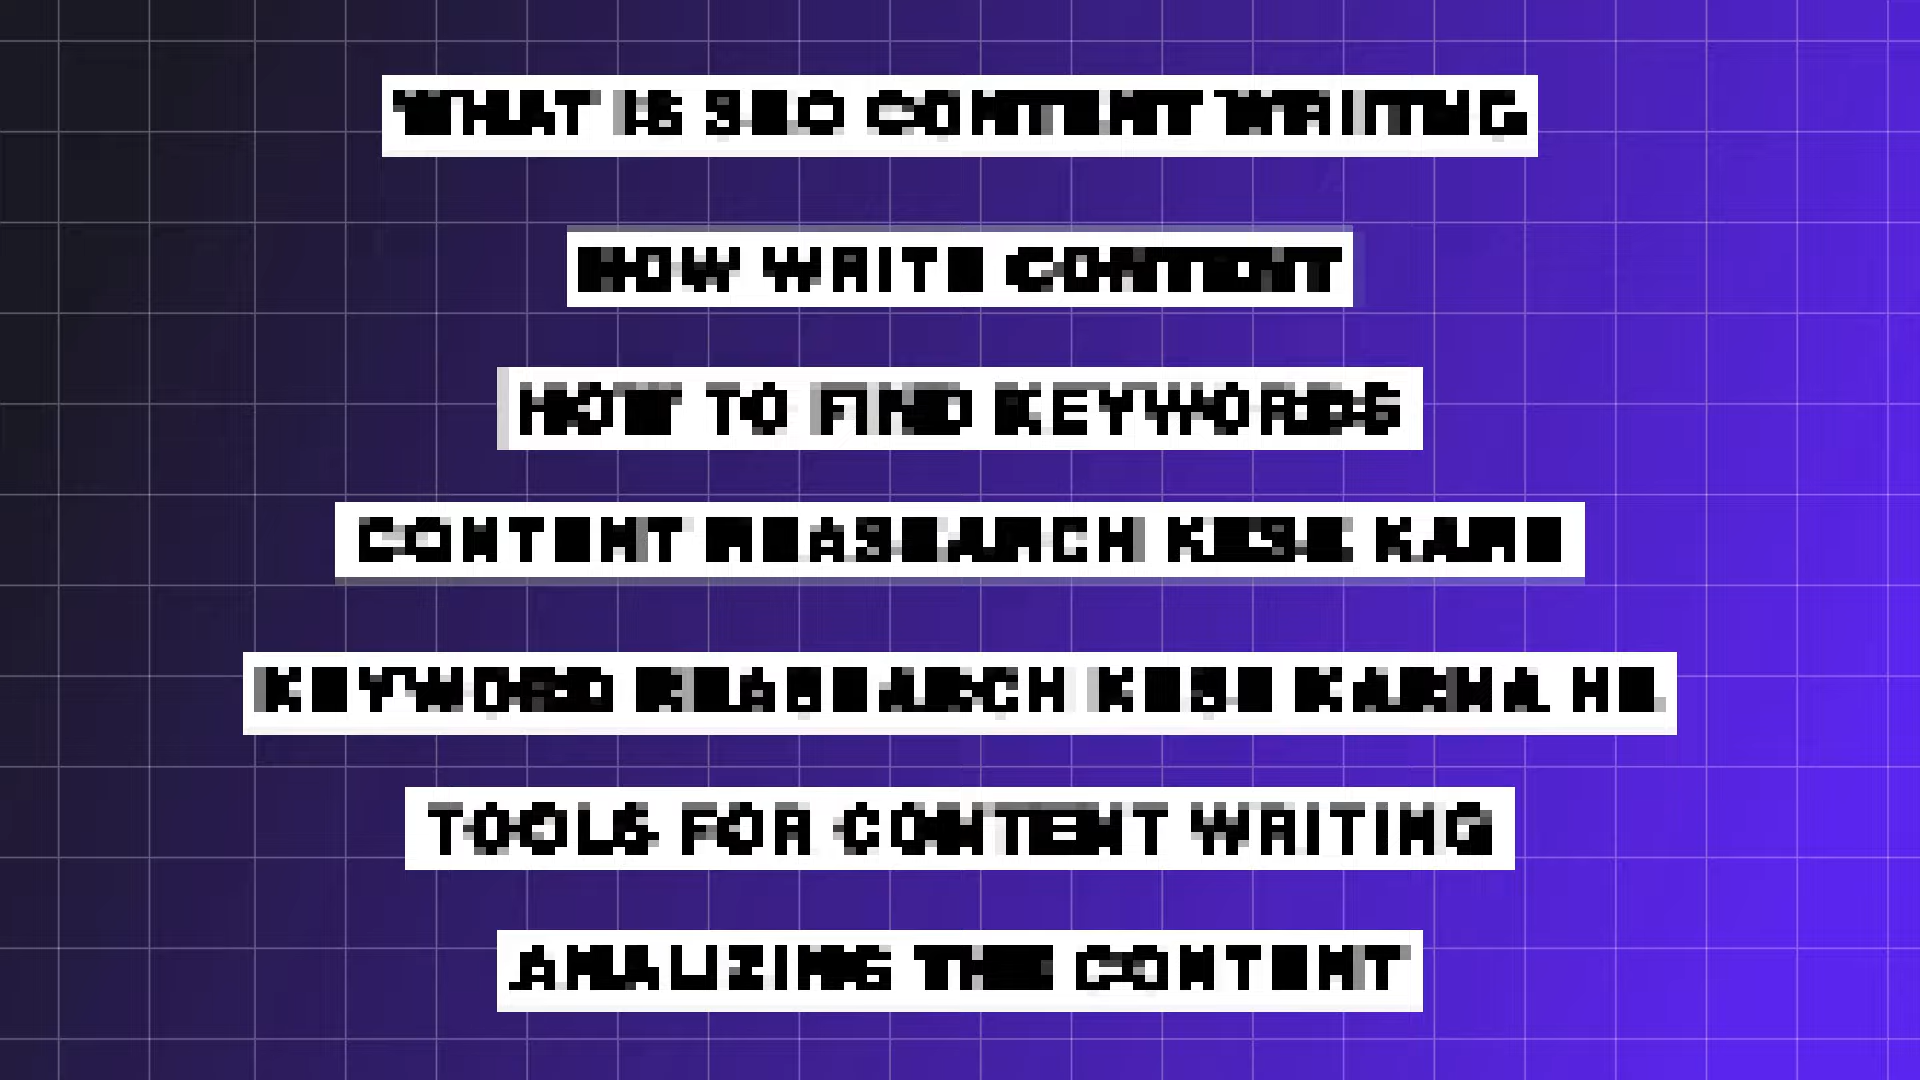 WHAT IS SEO CONTENT WRITING
HOW WRITE CONTENT
HOW TO FIND KEYWORDS
CONTENT REASEARCH KESE KARE
KEYWORD REASEARCH KESE KARNA HE
TOOLS FOR CONTENT WRITING
ANALIZING THE CONTENT